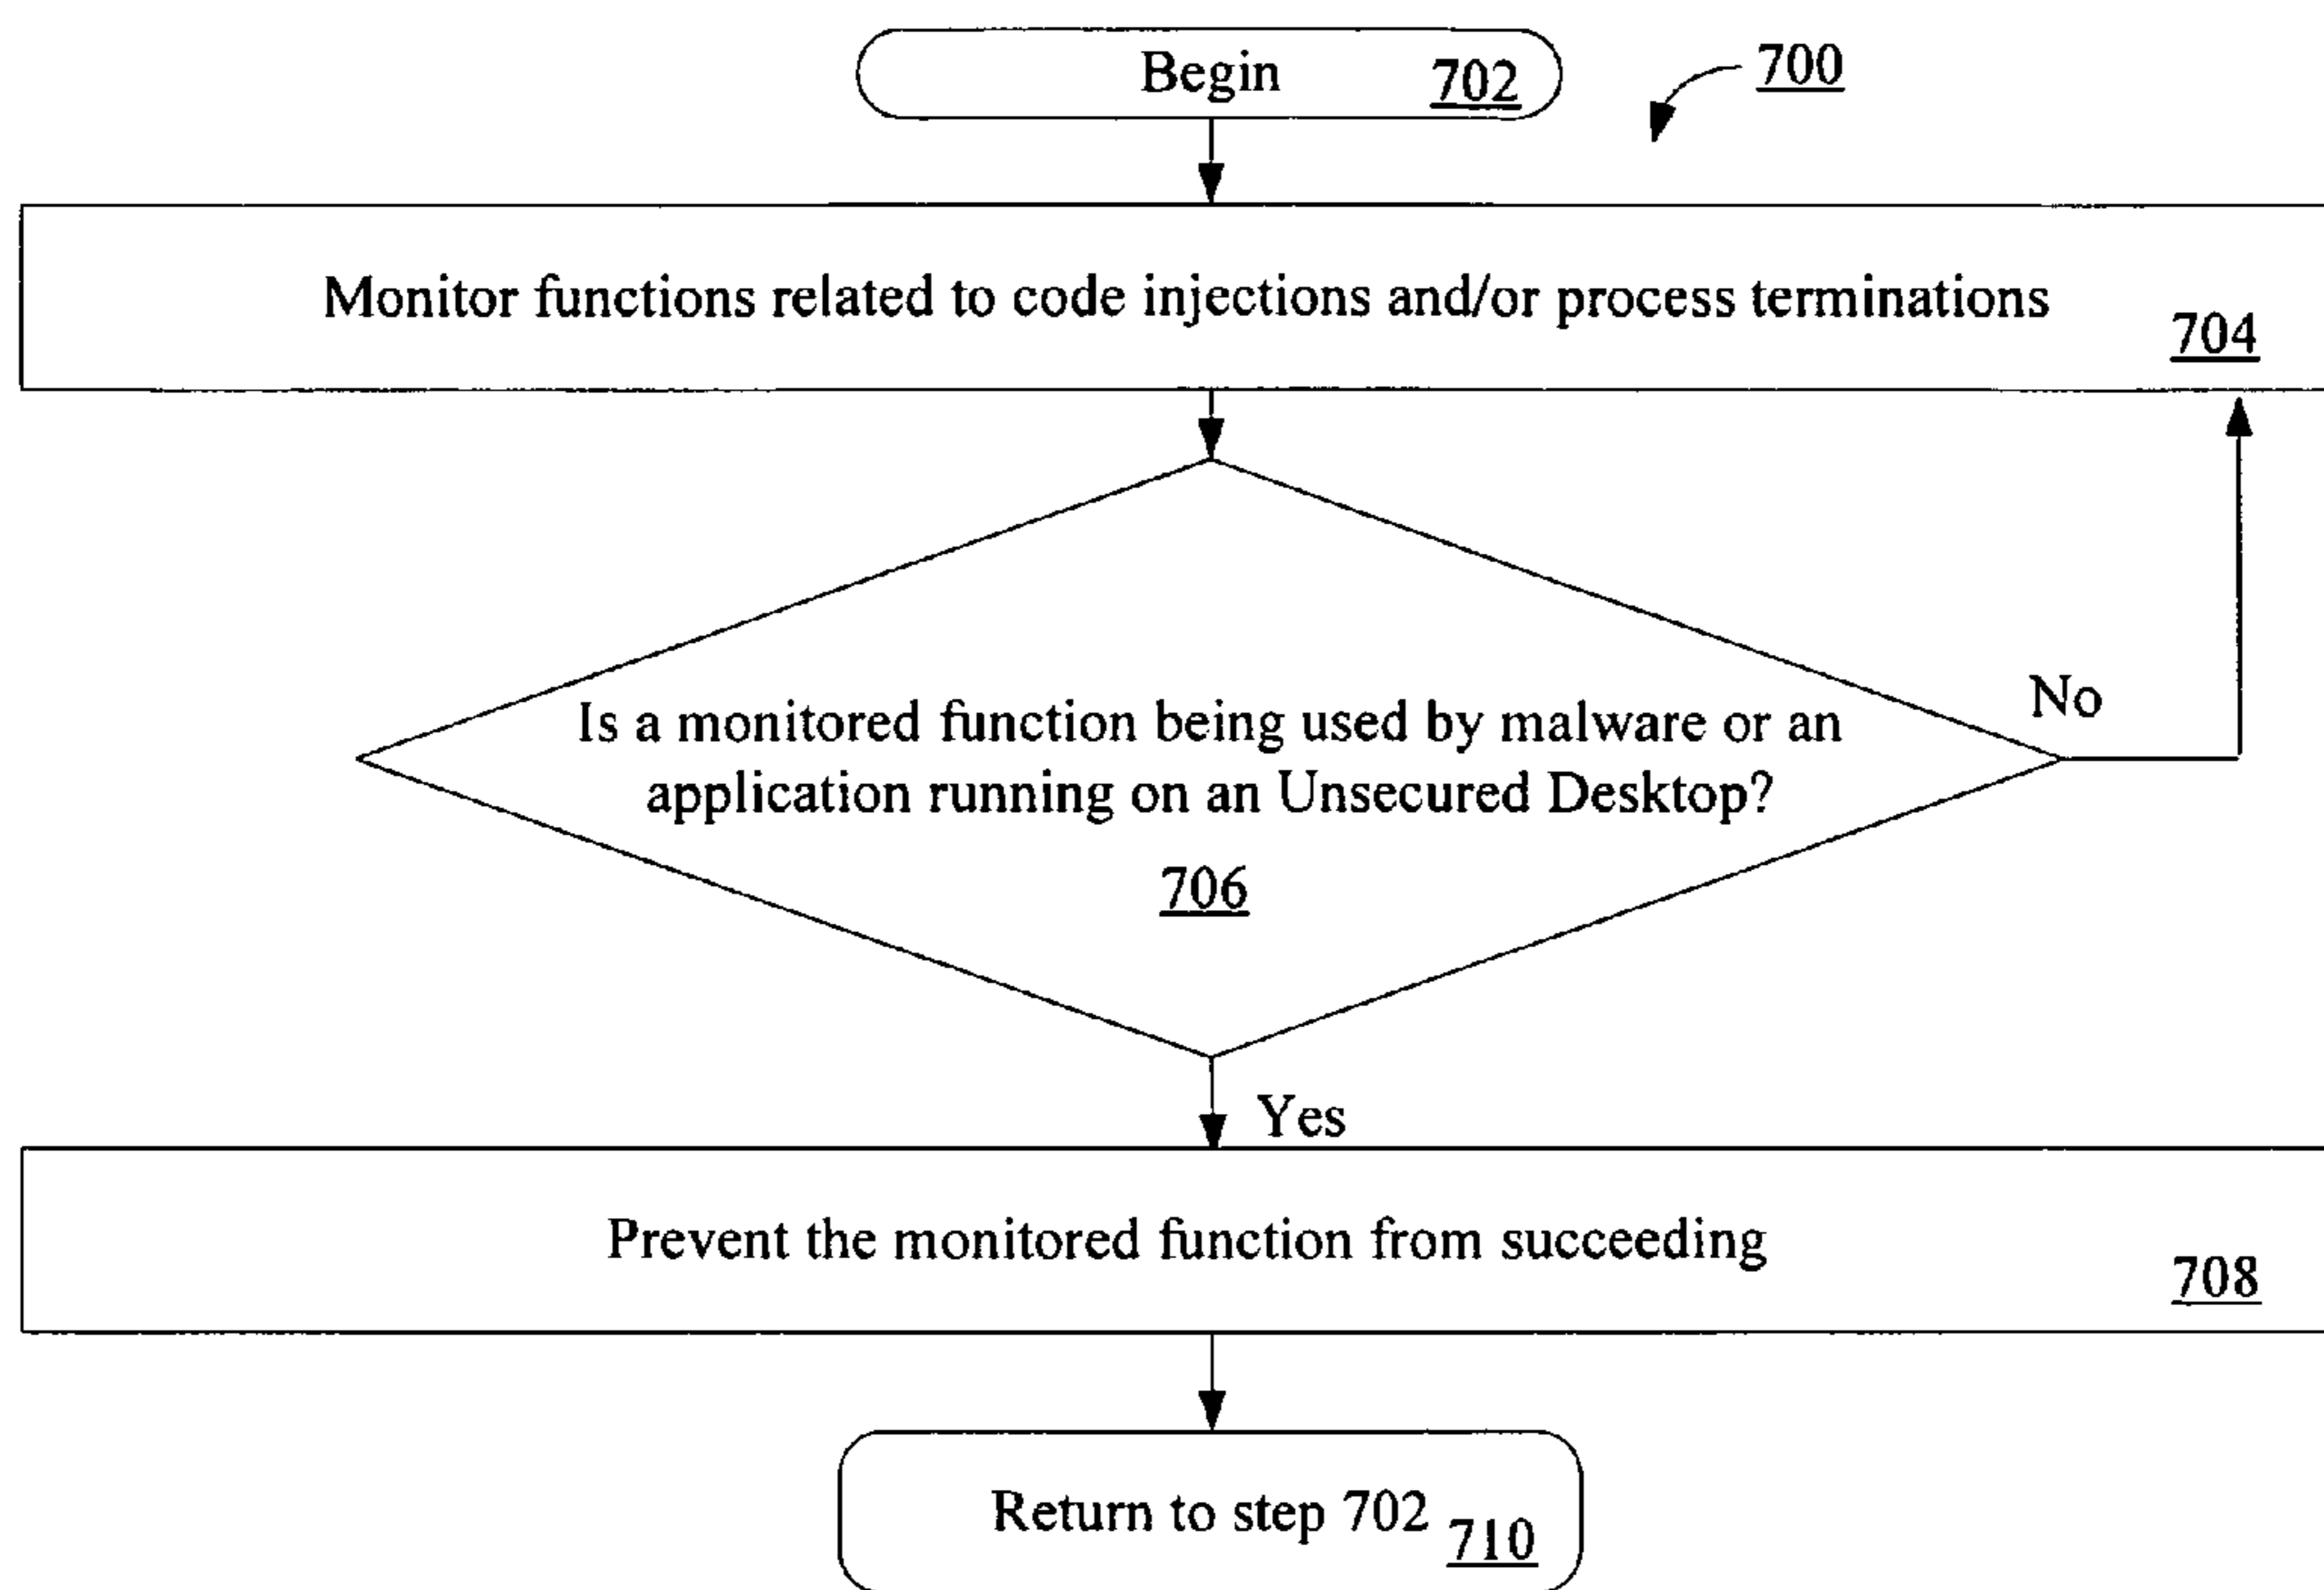 Begin 702
700
Monitor functions related to code injections and/or process terminations
704
No
Is a monitored function being used by malware or an
application running on an Unsecured Desktop?
706
Yes
Prevent the monitored function from succeeding
708
Return to step 702
710